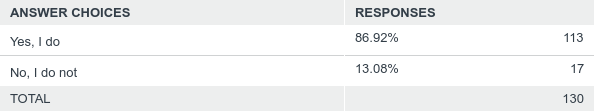 ANSWER CHOICES RESPONSES
Yes, I do 86.92% 113
No, I do not 13.08% 17
TOTAL 130